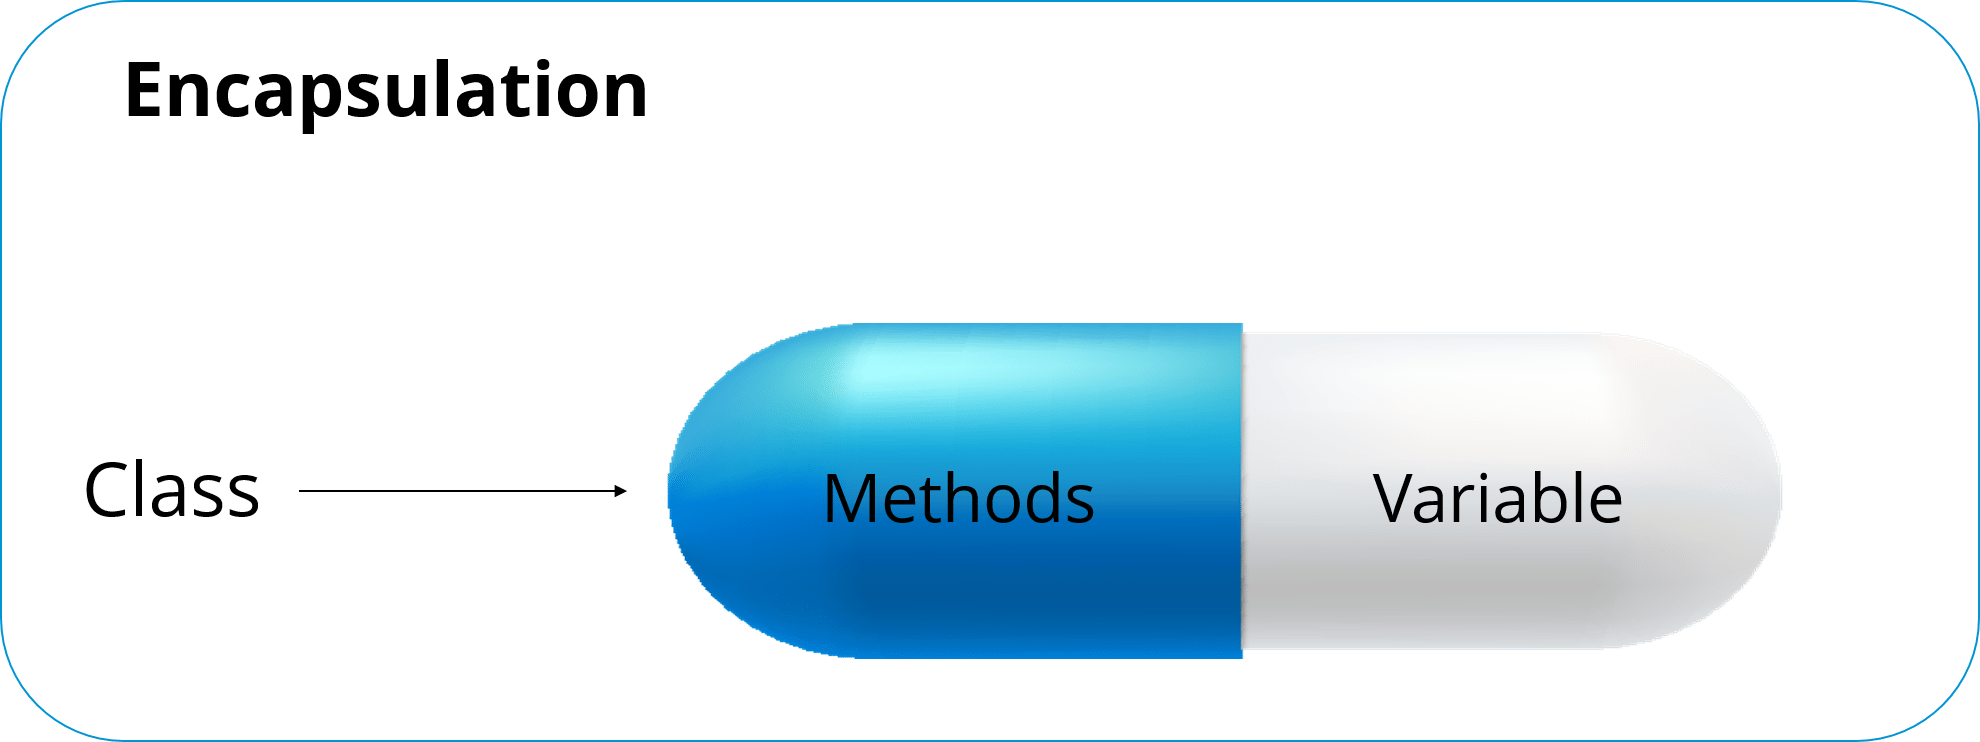 Encapsulation
Class
Methods
Variable